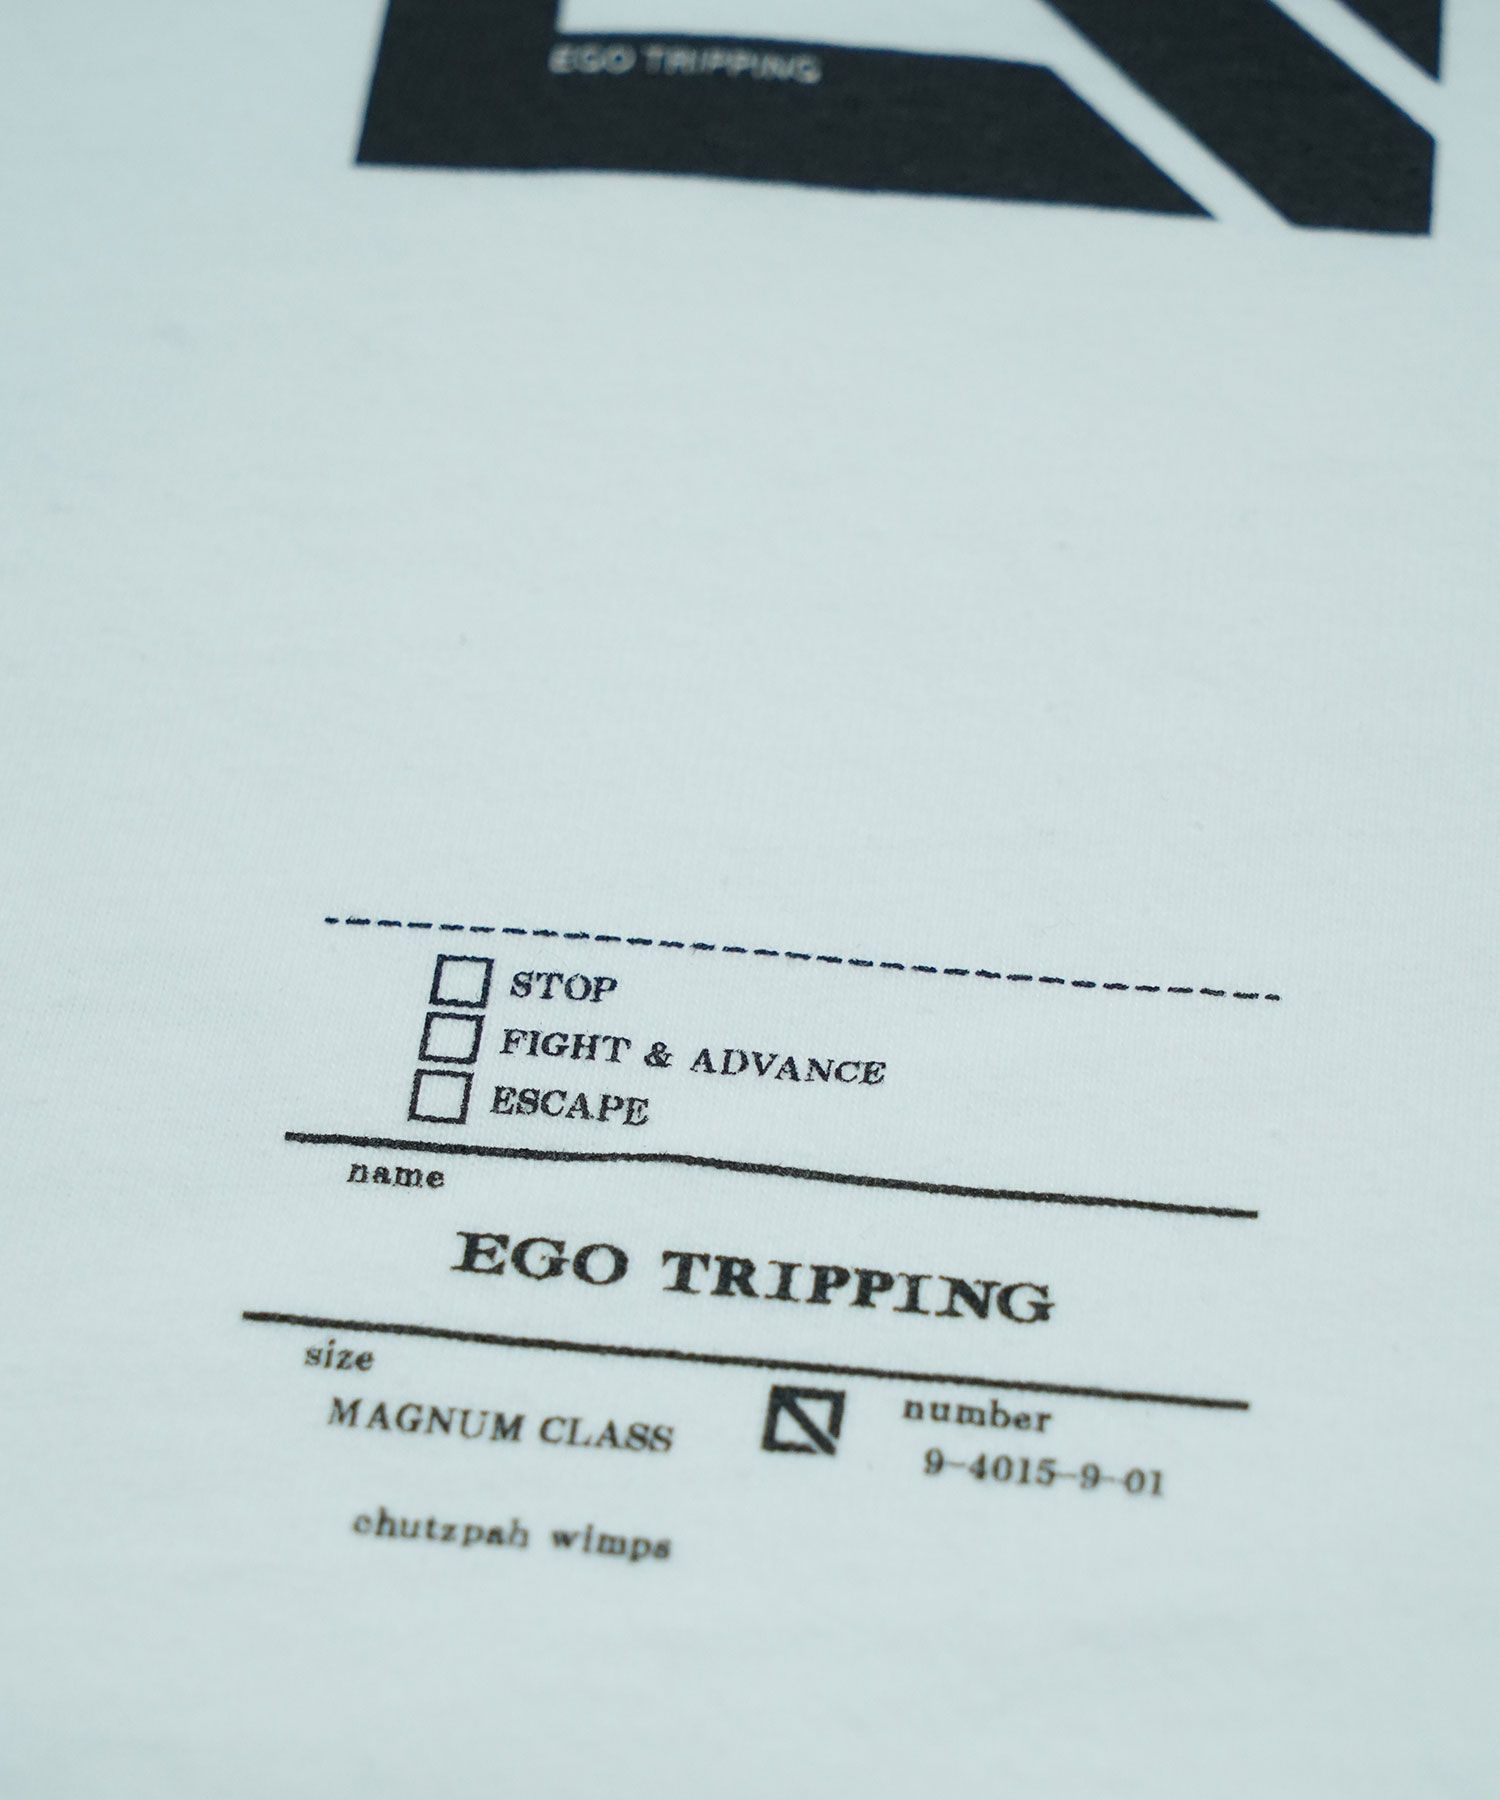 EGO TRIPPING
STOP
FIGHT & ADVANCE
ESCAPE
name
EGO TRIPPING
size
MAGNUM CLASS
number
9-4015-9-01
chutzpah wimps